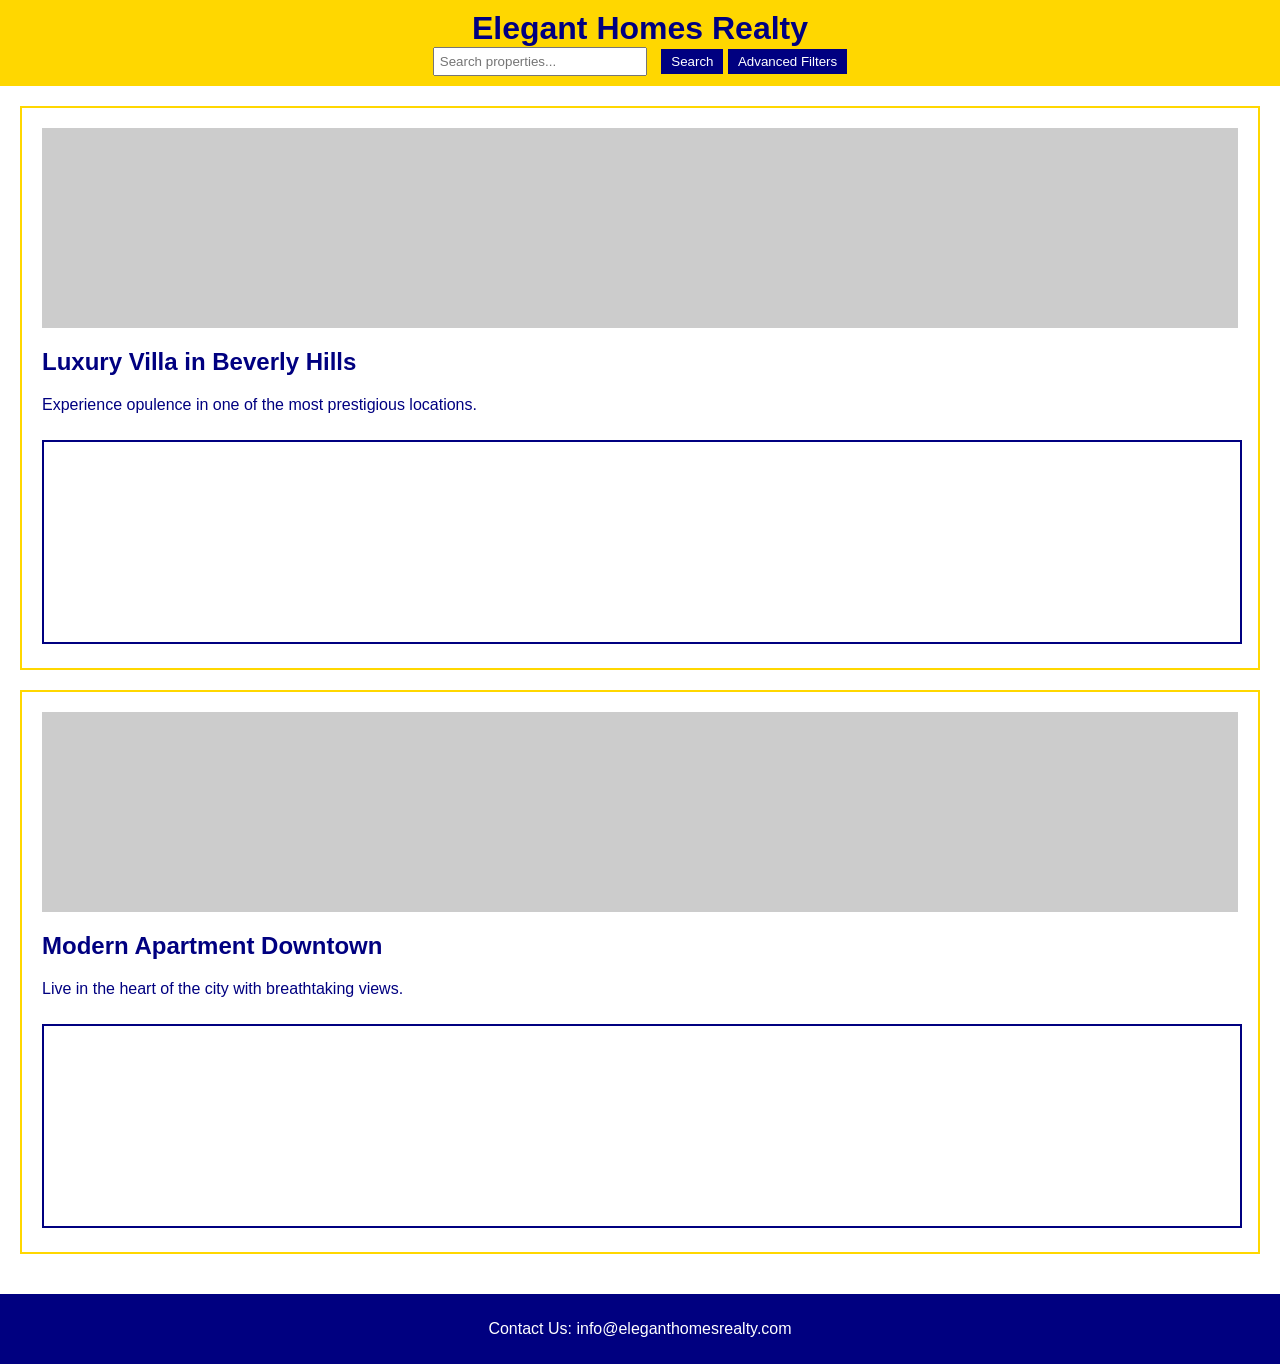 Elegant Homes Realty
Search properties... Search Advanced Filters
Luxury Villa in Beverly Hills
Experience opulence in one of the most prestigious locations.
Modern Apartment Downtown
Live in the heart of the city with breathtaking views.
Contact Us: info@eleganthomesrealty.com